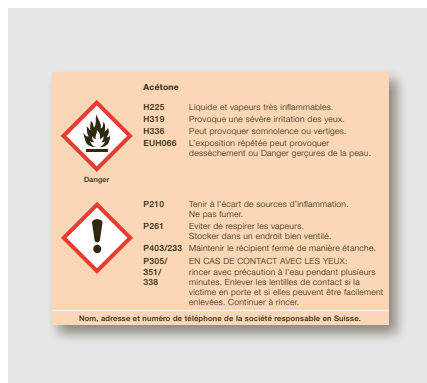 Acétone
H225 Liquide et vapeurs très inflammables.
H319 Provoque une sévère irritation des yeux.
H336 Peut provoquer somnolence ou vertiges.
EUH066 L'exposition répétée peut provoquer
dessèchement ou Danger gerçures de la peau.
Danger
P210 Tenir à l'écart de sources d'inflammation.
Ne pas fumer.
P261 Eviter de respirer les vapeurs.
Stocker dans un endroit bien ventilé.
P403/233 Maintenir le récipient fermé de manière étanche.
P305/ EN CAS DE CONTACT AVEC LES YEUX:
351/ rincer avec précaution à l'eau pendant plusieurs
338 minutes. Enlever les lentilles de contact si la
victime en porte et si elles peuvent être facilement
enlevées. Continuer à rincer.
Nom, adresse et numéro de téléphone de la société responsable en Suisse.